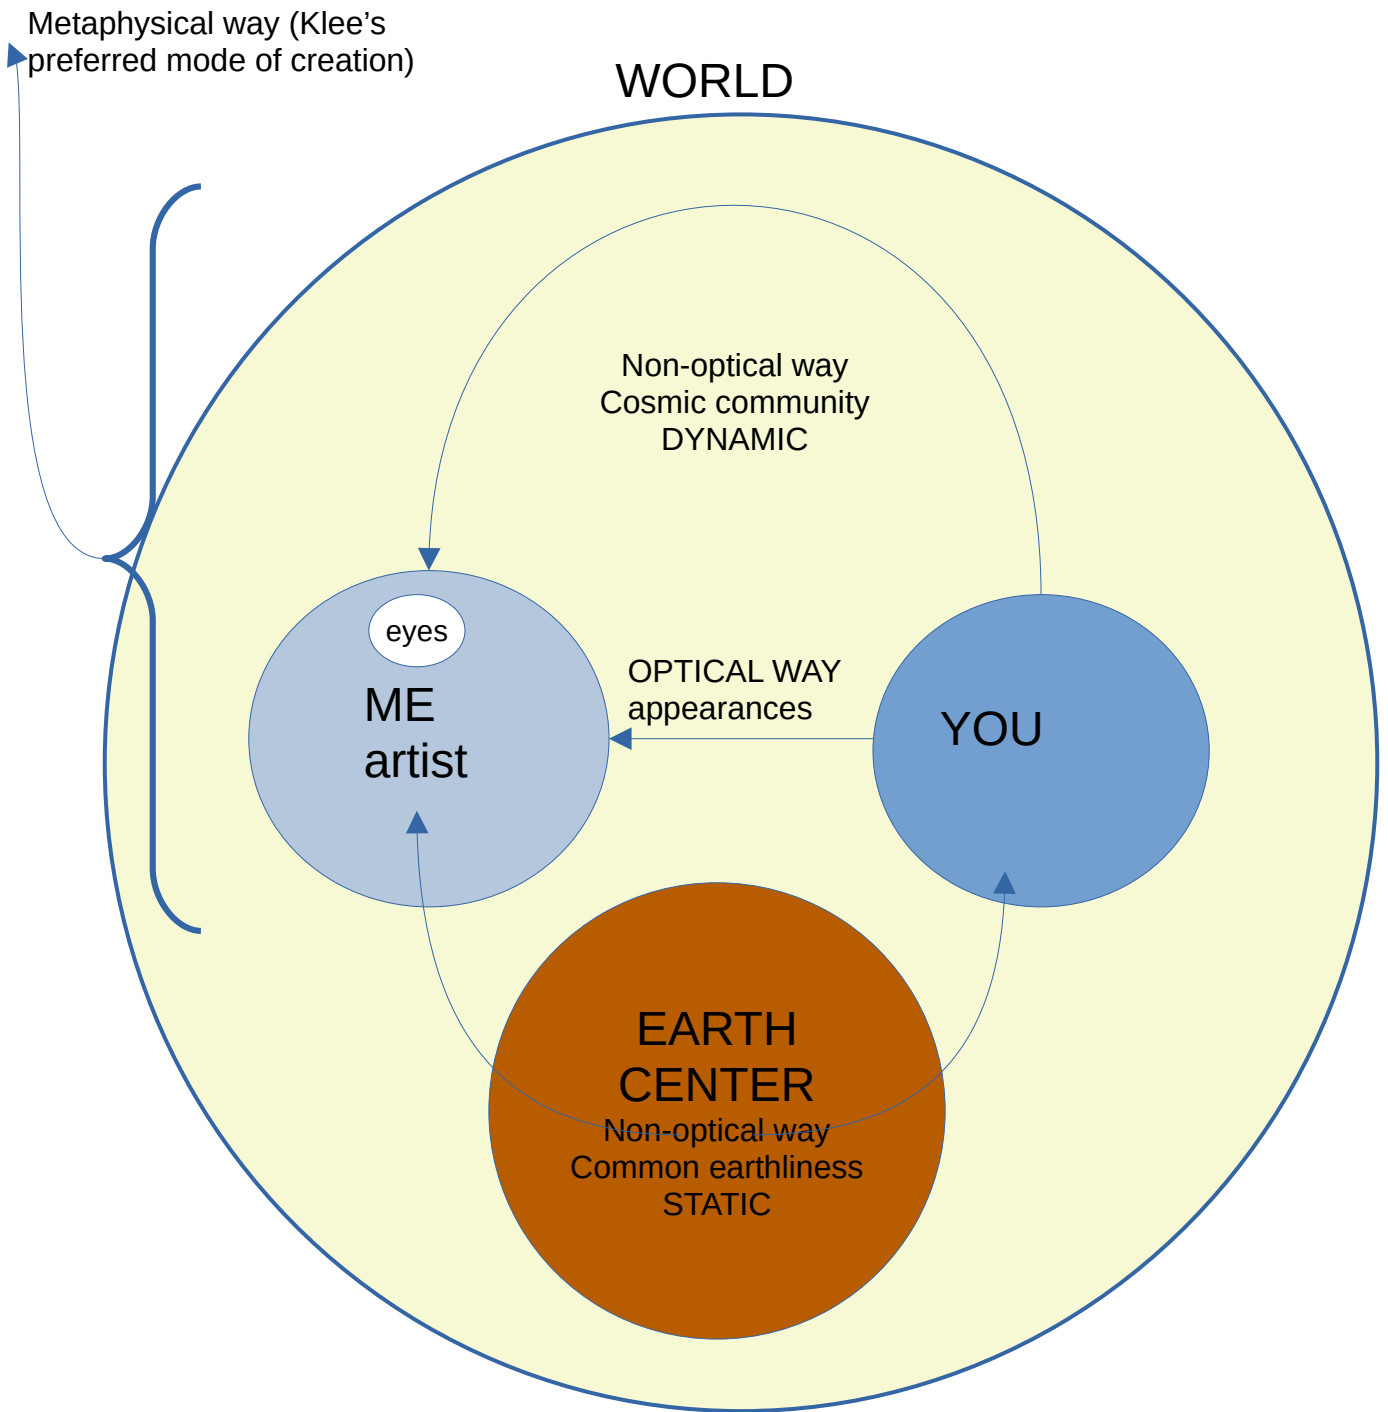 Metaphysical way (Klee’s
preferred mode of creation)
WORLD
Non-optical way
Cosmic community
DYNAMIC
eyes
ME
artist
OPTICAL WAY
appearances
YOU
EARTH
CENTER
Non-optical way
Common earthliness
STATIC